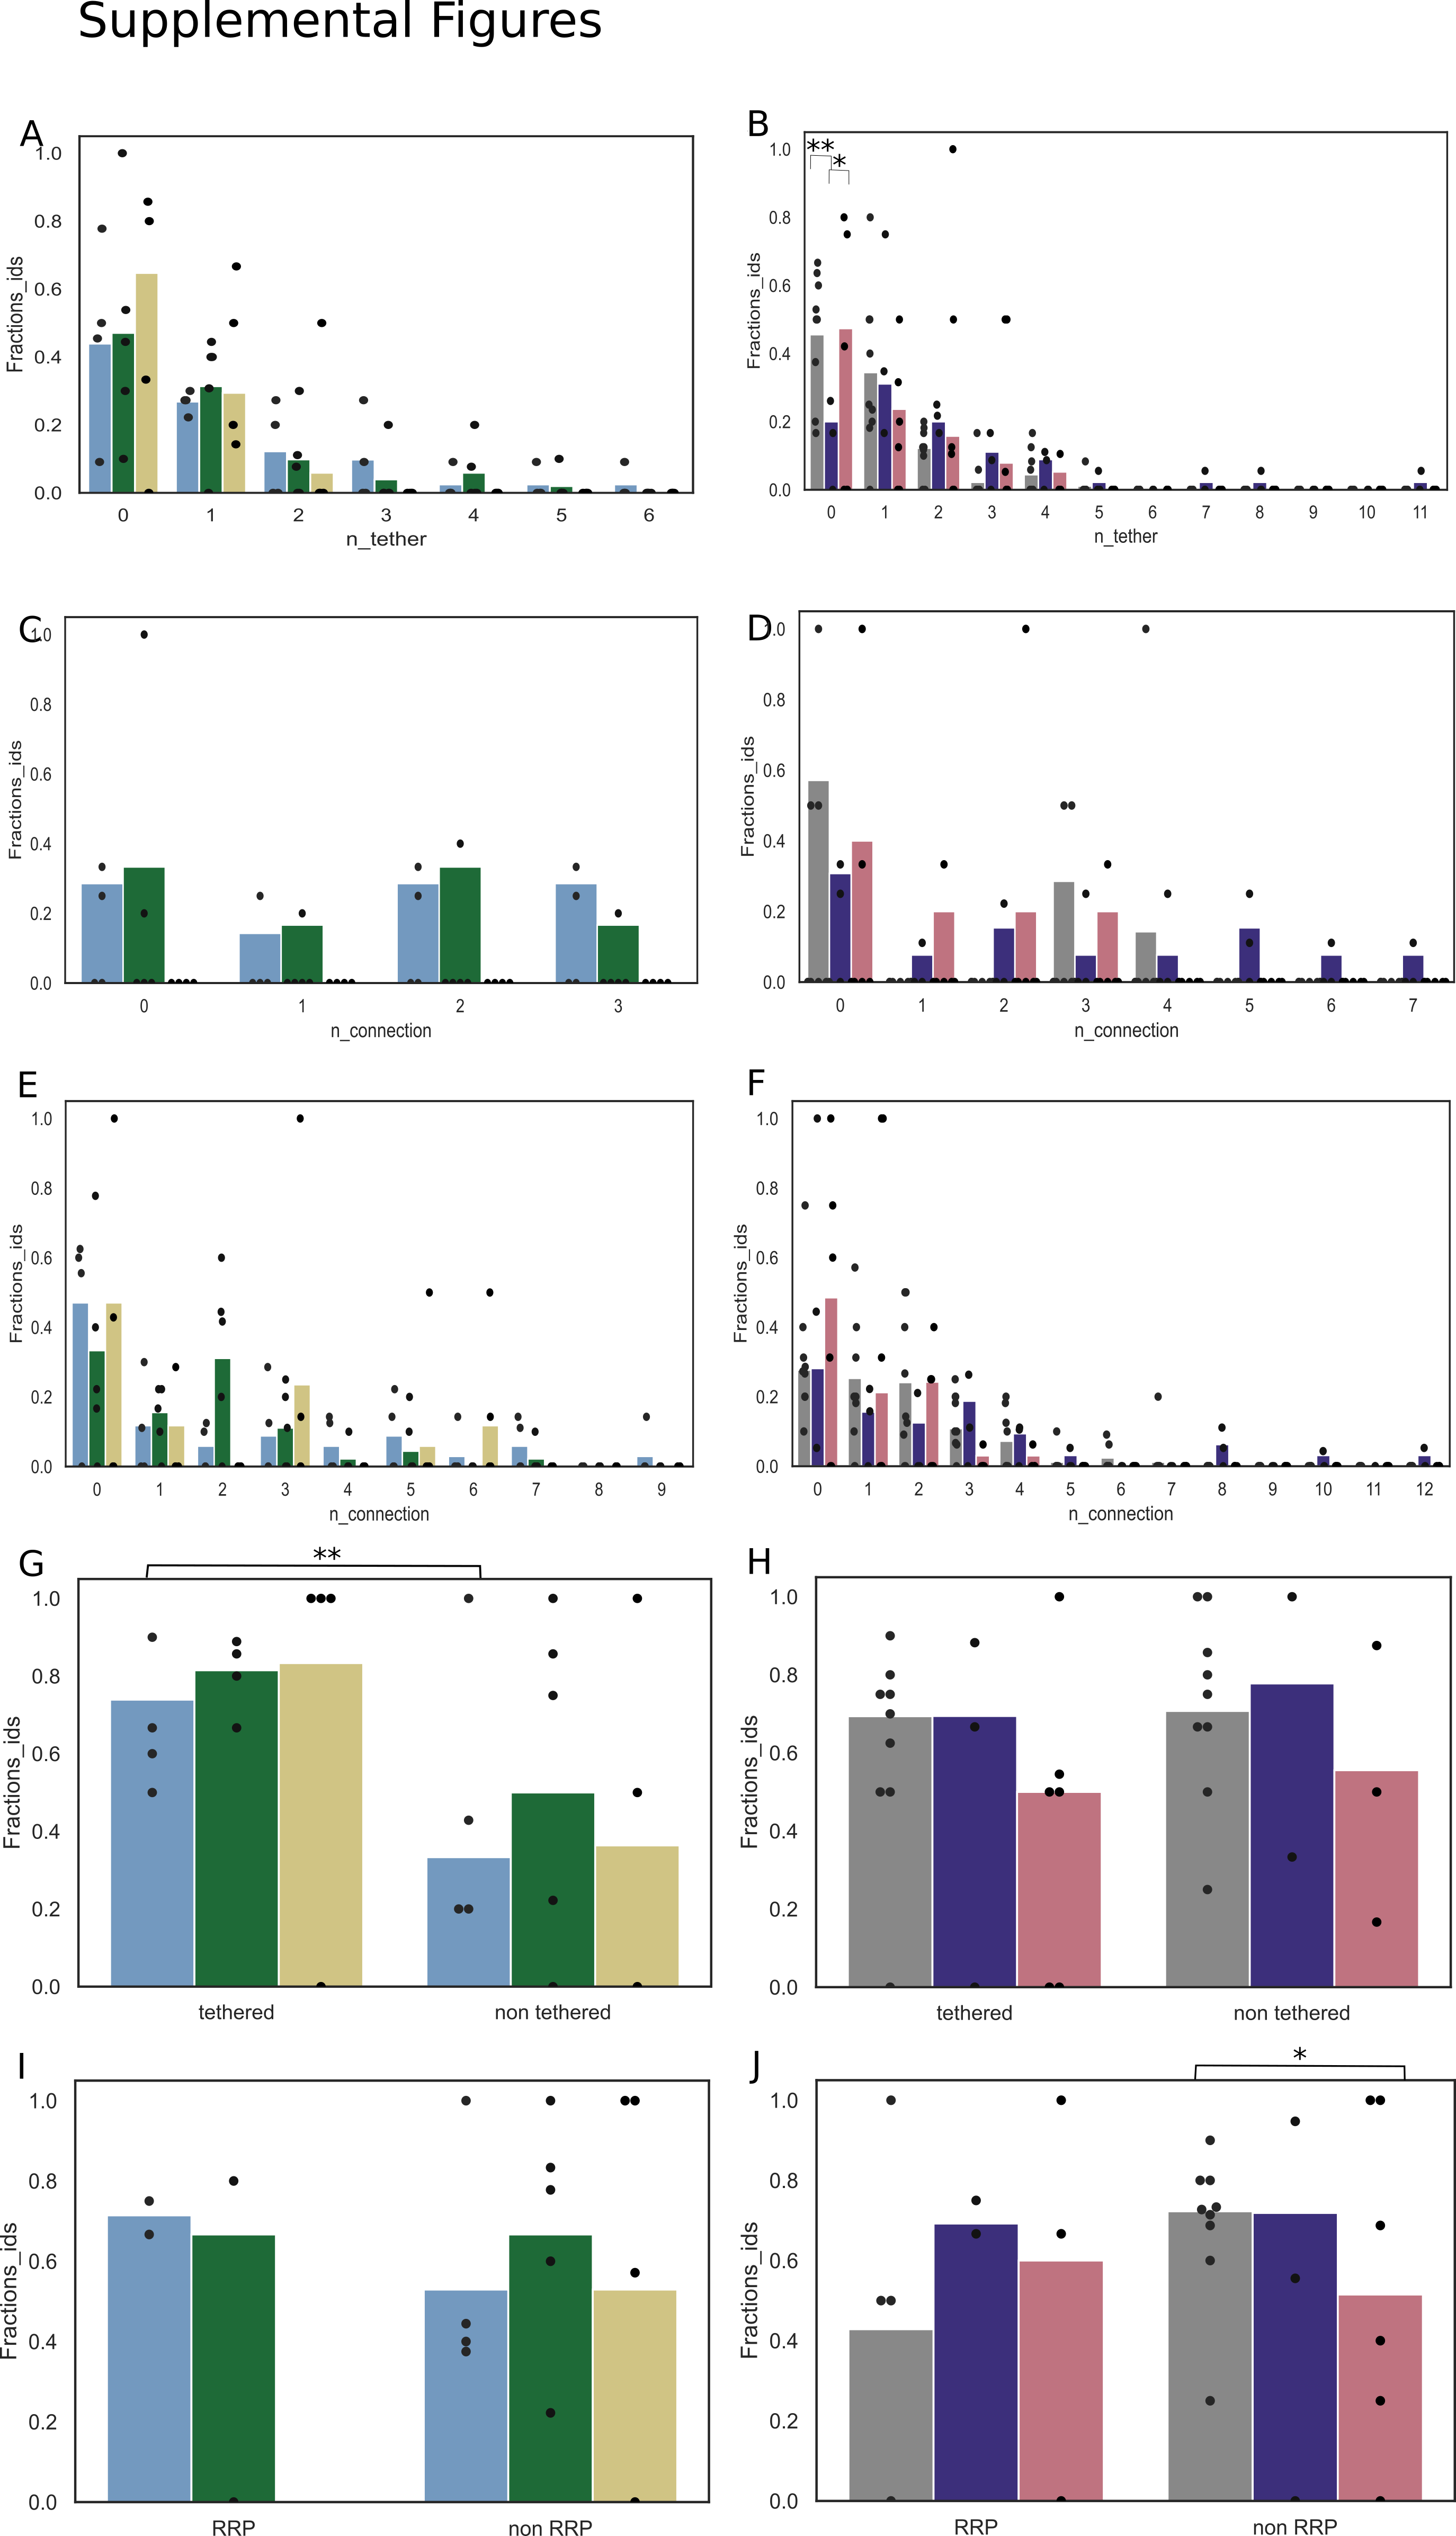 Supplemental Figures
A
B
1.0
0.8
0.6
0.4
0.2
0.0
Fractions_ids
0 1 2 3 4 5 6
n_tether
** *
1.0
0.8
0.6
0.4
0.2
0.0
Fractions_ids
0 1 2 3 4 5 6 7 8 9 10 11
n_tether
C
D
1.0
0.8
0.6
0.4
0.2
0.0
Fractions_ids
0 1 2 3
n_connection
1.0
0.8
0.6
0.4
0.2
0.0
Fractions_ids
0 1 2 3 4 5 6 7
n_connection
E
F
1.0
0.8
0.6
0.4
0.2
0.0
Fractions_ids
0 1 2 3 4 5 6 7 8 9
n_connection
1.0
0.8
0.6
0.4
0.2
0.0
Fractions_ids
0 1 2 3 4 5 6 7 8 9 10 11 12
n_connection
G
H
**
1.0
0.8
0.6
0.4
0.2
0.0
Fractions_ids
tethered non tethered
1.0
0.8
0.6
0.4
0.2
0.0
Fractions_ids
tethered non tethered
I
J
1.0
0.8
0.6
0.4
0.2
0.0
Fractions_ids
RRP non RRP
*
1.0
0.8
0.6
0.4
0.2
0.0
Fractions_ids
RRP non RRP